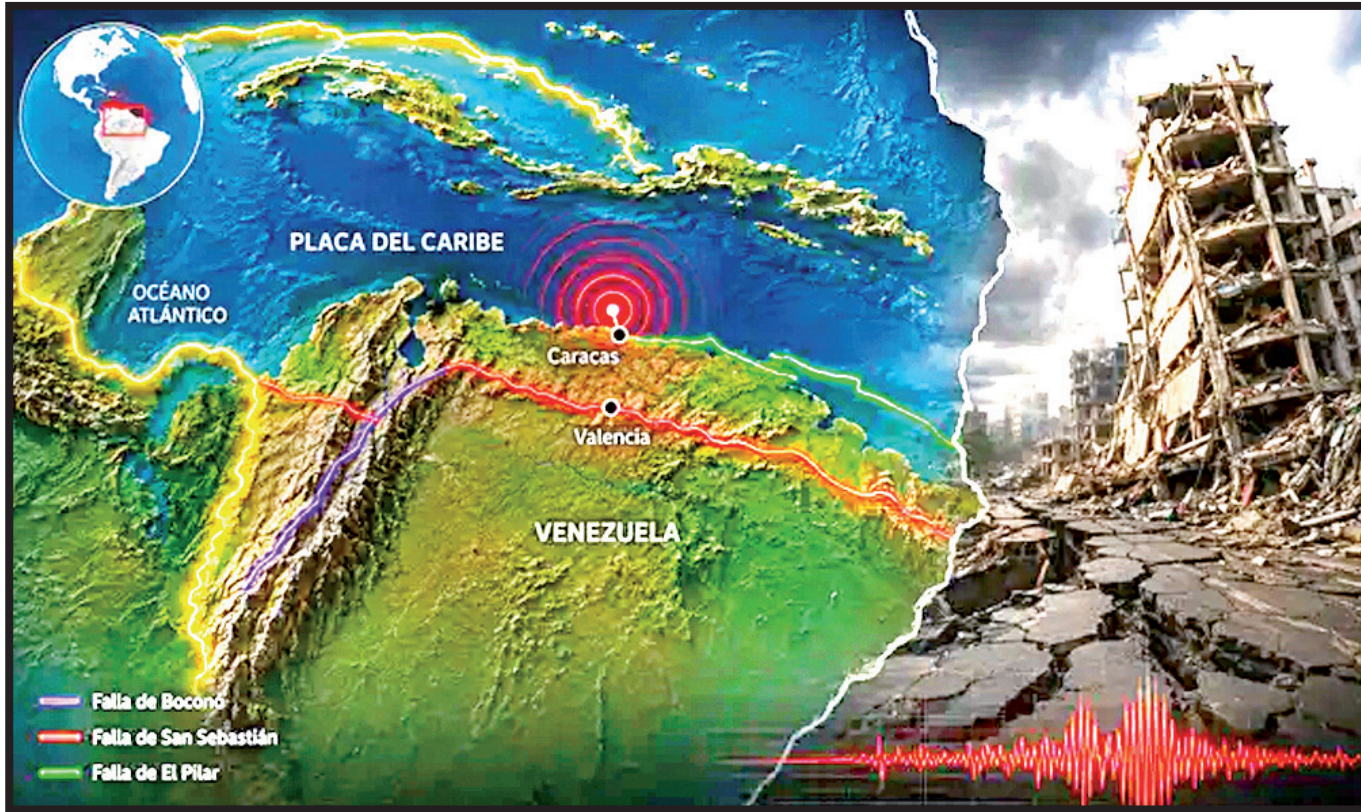 PLACA DEL CARIBE
OCÉANO
ATLÁNTICO
Caracas
Valencia
VENEZUELA
Falla de Boconó
Falla de San Sebastián
Falla de El Pilar